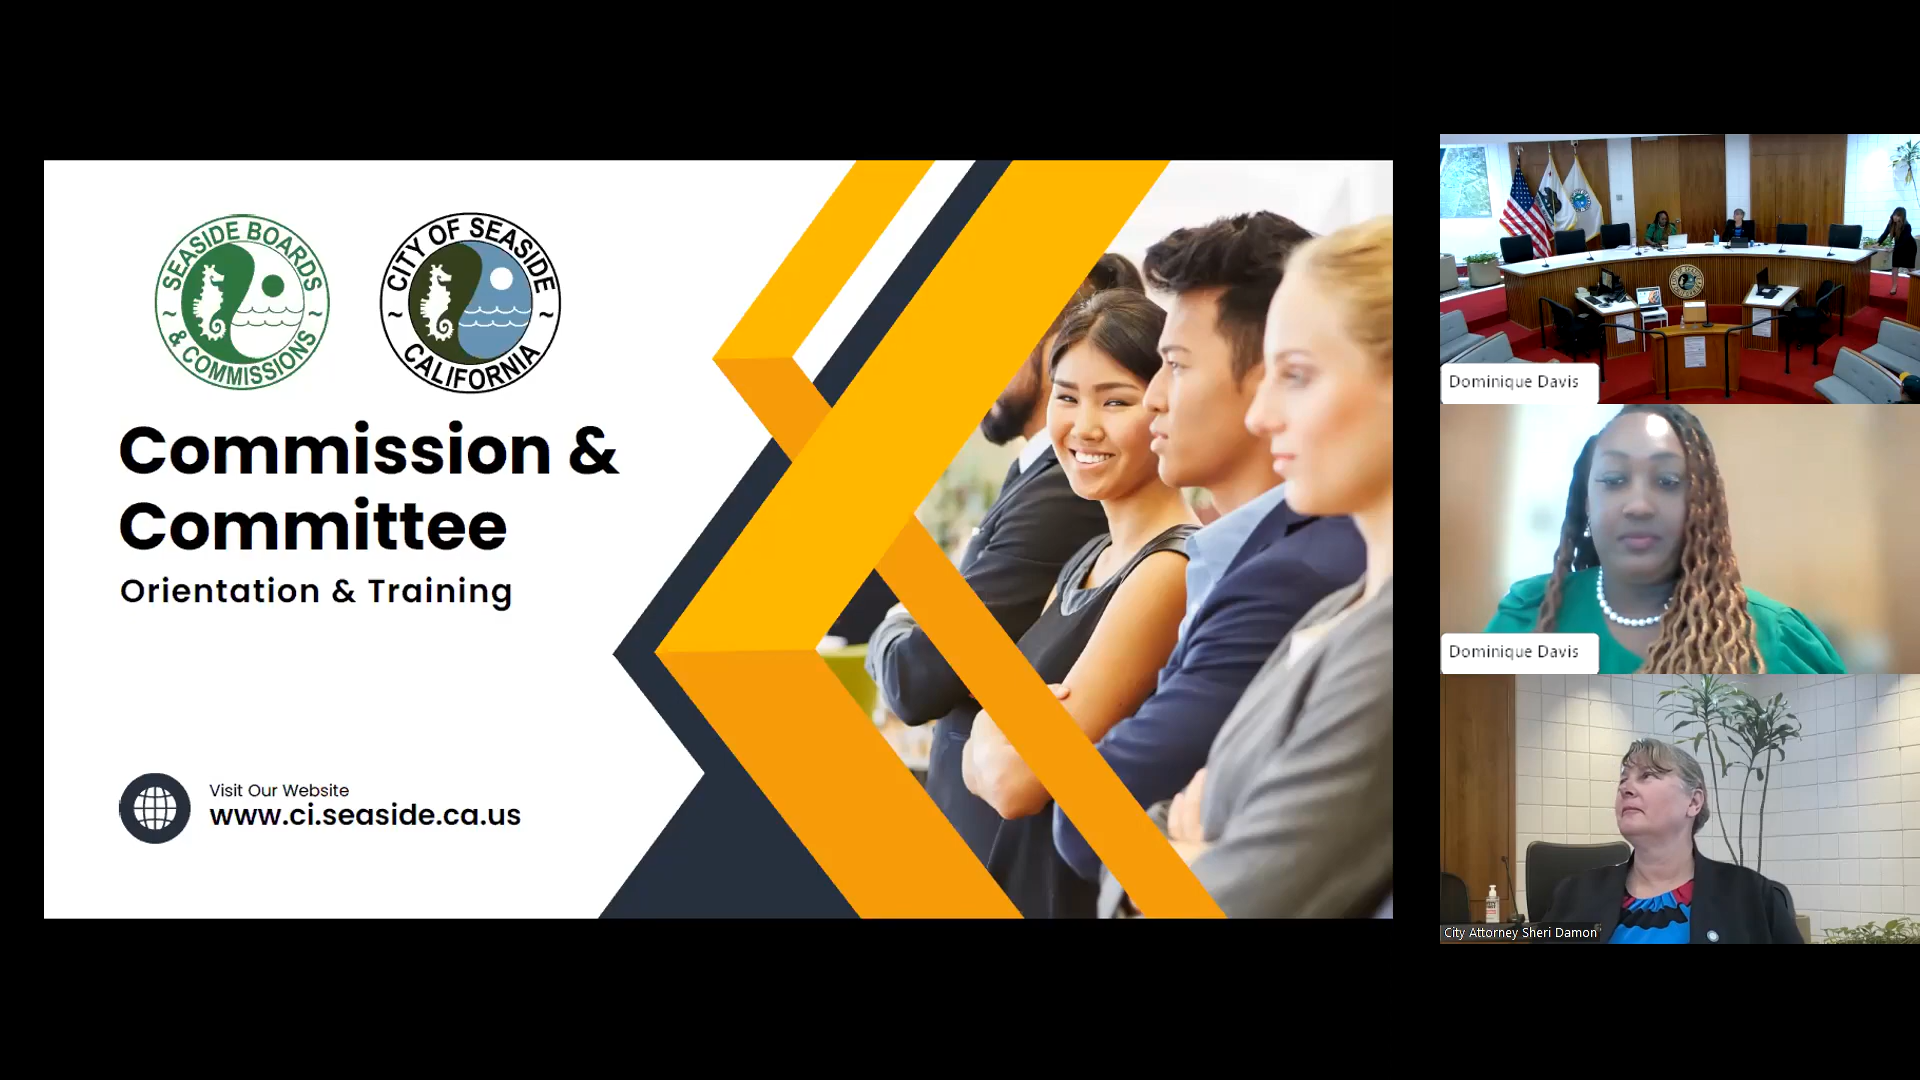 SEASIDE BOARDS
& COMMISSIONS
CITY OF SEASIDE
CALIFORNIA
Commission &
Committee
Orientation & Training
Visit Our Website
www.ci.seaside.ca.us
Dominique Davis
Dominique Davis
City Attorney Sheri Damon